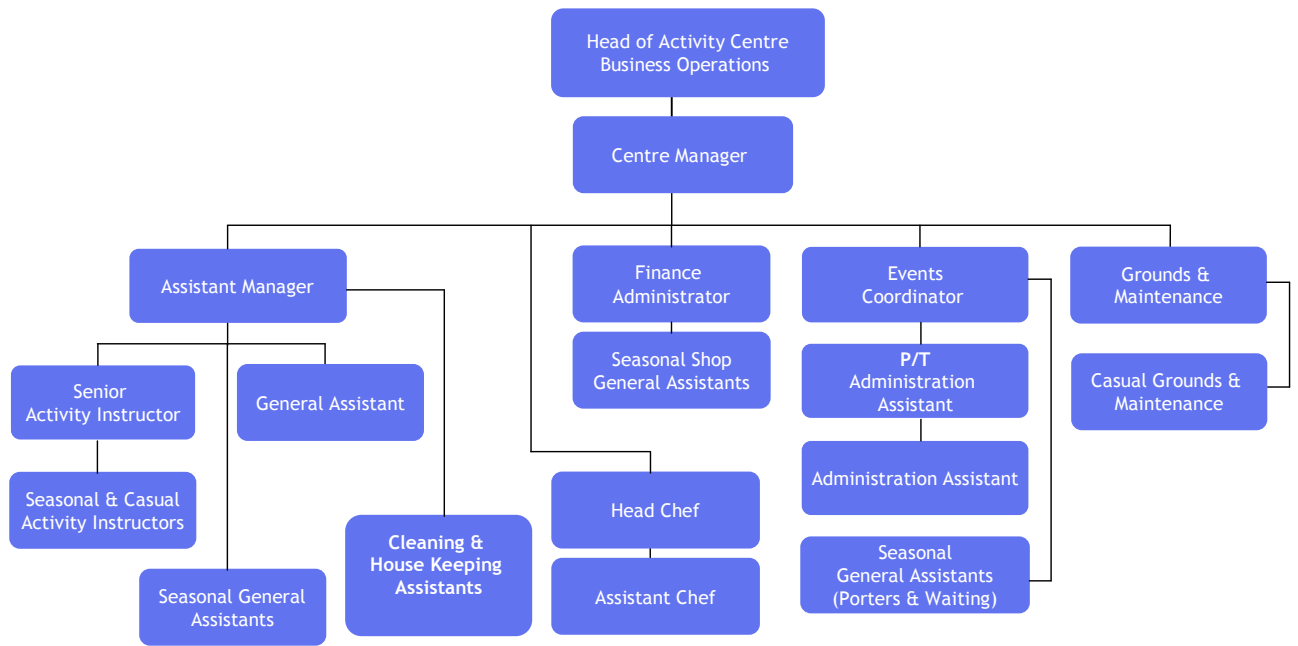 Head of Activity Centre
Business Operations
Centre Manager
Assistant Manager
Finance
Administrator
Events
Coordinator
Grounds &
Maintenance
Seasonal Shop
General Assistants
P/T
Administration
Assistant
Casual Grounds &
Maintenance
Senior
Activity Instructor
General Assistant
Administration Assistant
Seasonal & Casual
Activity Instructors
Head Chef
Cleaning &
House Keeping
Assistants
Seasonal
General Assistants
(Porters & Waiting)
Seasonal General
Assistants
Assistant Chef